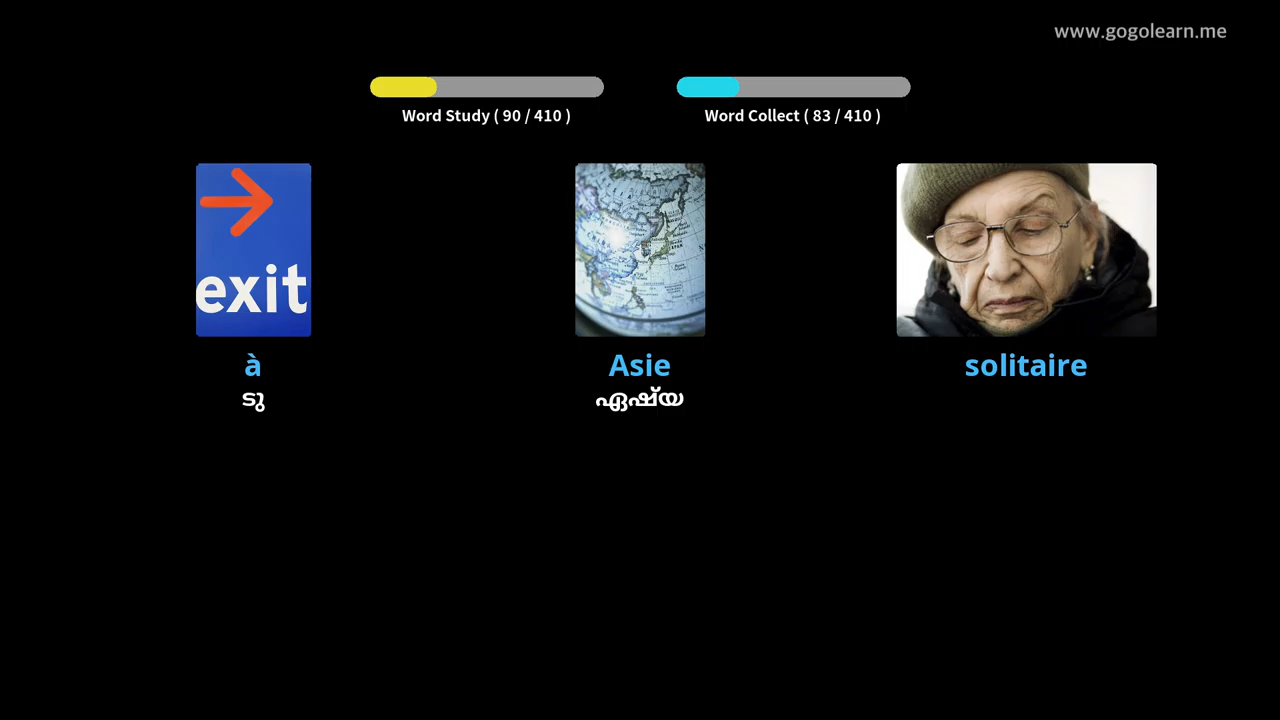 www.gogolearn.me
Word Study ( 90 / 410 )
Word Collect ( 83 / 410 )
exit
à
ടു
Asie
ഏഷ്യ
solitaire